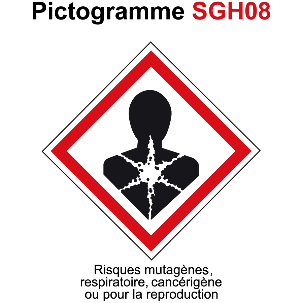 Pictogramme SGH08
Risques mutagènes,
respiratoire, cancérigène
ou pour la reproduction